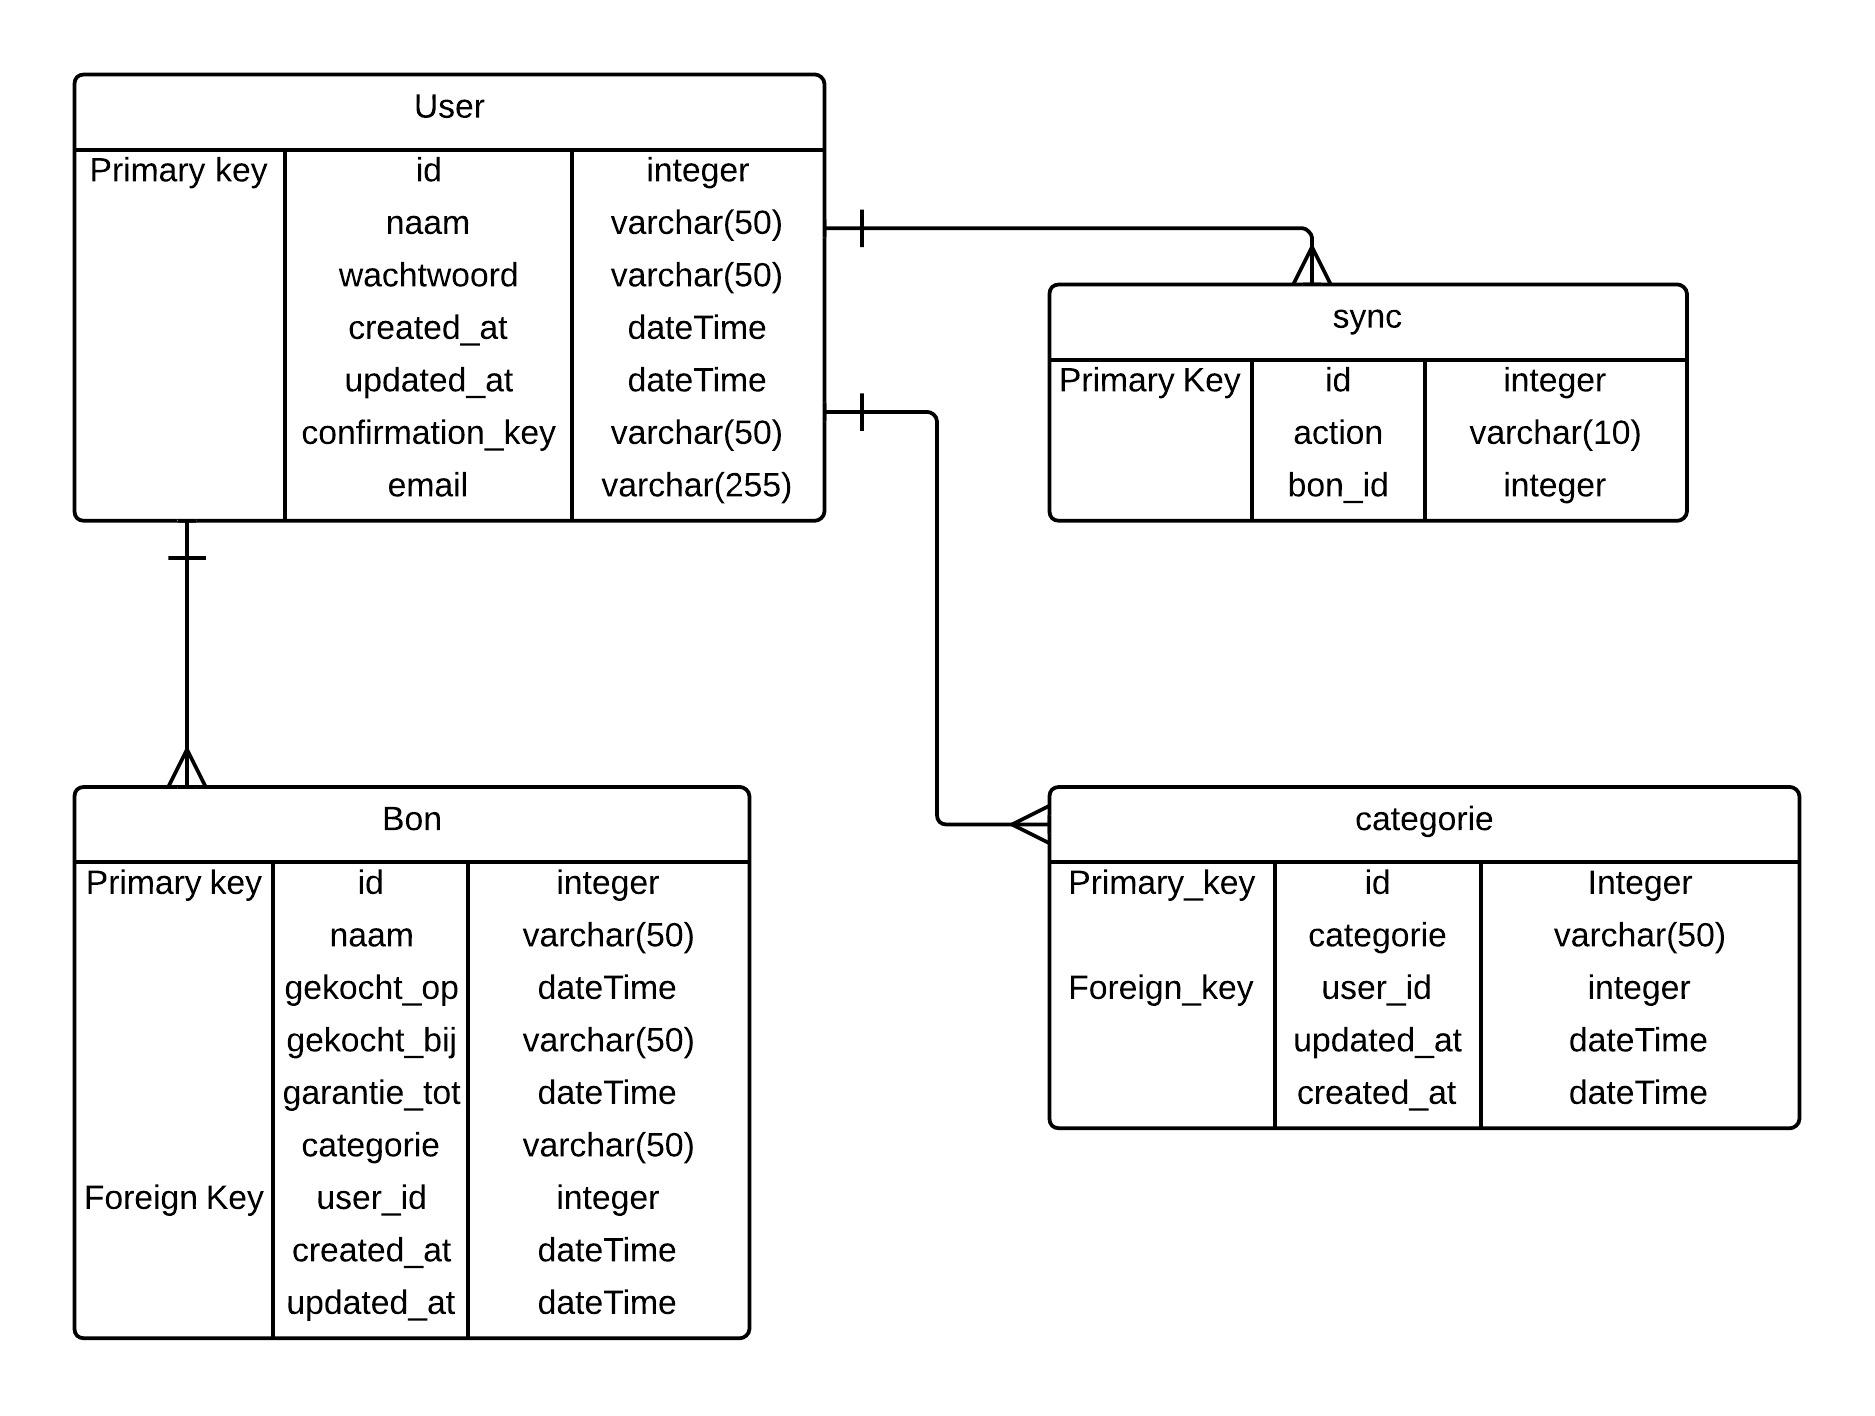 User
Primary key id integer
naam varchar(50)
wachtwoord varchar(50)
created_at dateTime
updated_at dateTime
confirmation_key varchar(50)
email varchar(255)
sync
Primary Key id integer
action varchar(10)
bon_id integer
Bon
Primary key id integer
naam varchar(50)
gekocht_op dateTime
gekocht_bij varchar(50)
garantie_tot dateTime
categorie varchar(50)
Foreign Key user_id integer
created_at dateTime
updated_at dateTime
categorie
Primary_key id Integer
categorie varchar(50)
Foreign_key user_id integer
updated_at dateTime
created_at dateTime